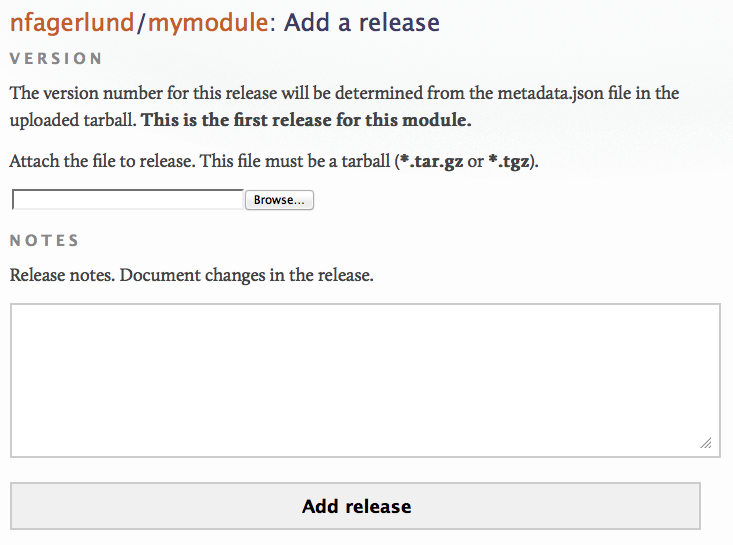 nfagerlund/mymodule: Add a release
VERSION
The version number for this release will be determined from the metadata.json file in the
uploaded tarball. This is the first release for this module.
Attach the file to release. This file must be a tarball (*.tar.gz or *.tgz).
Browse...
NOTES
Release notes. Document changes in the release.
Add release